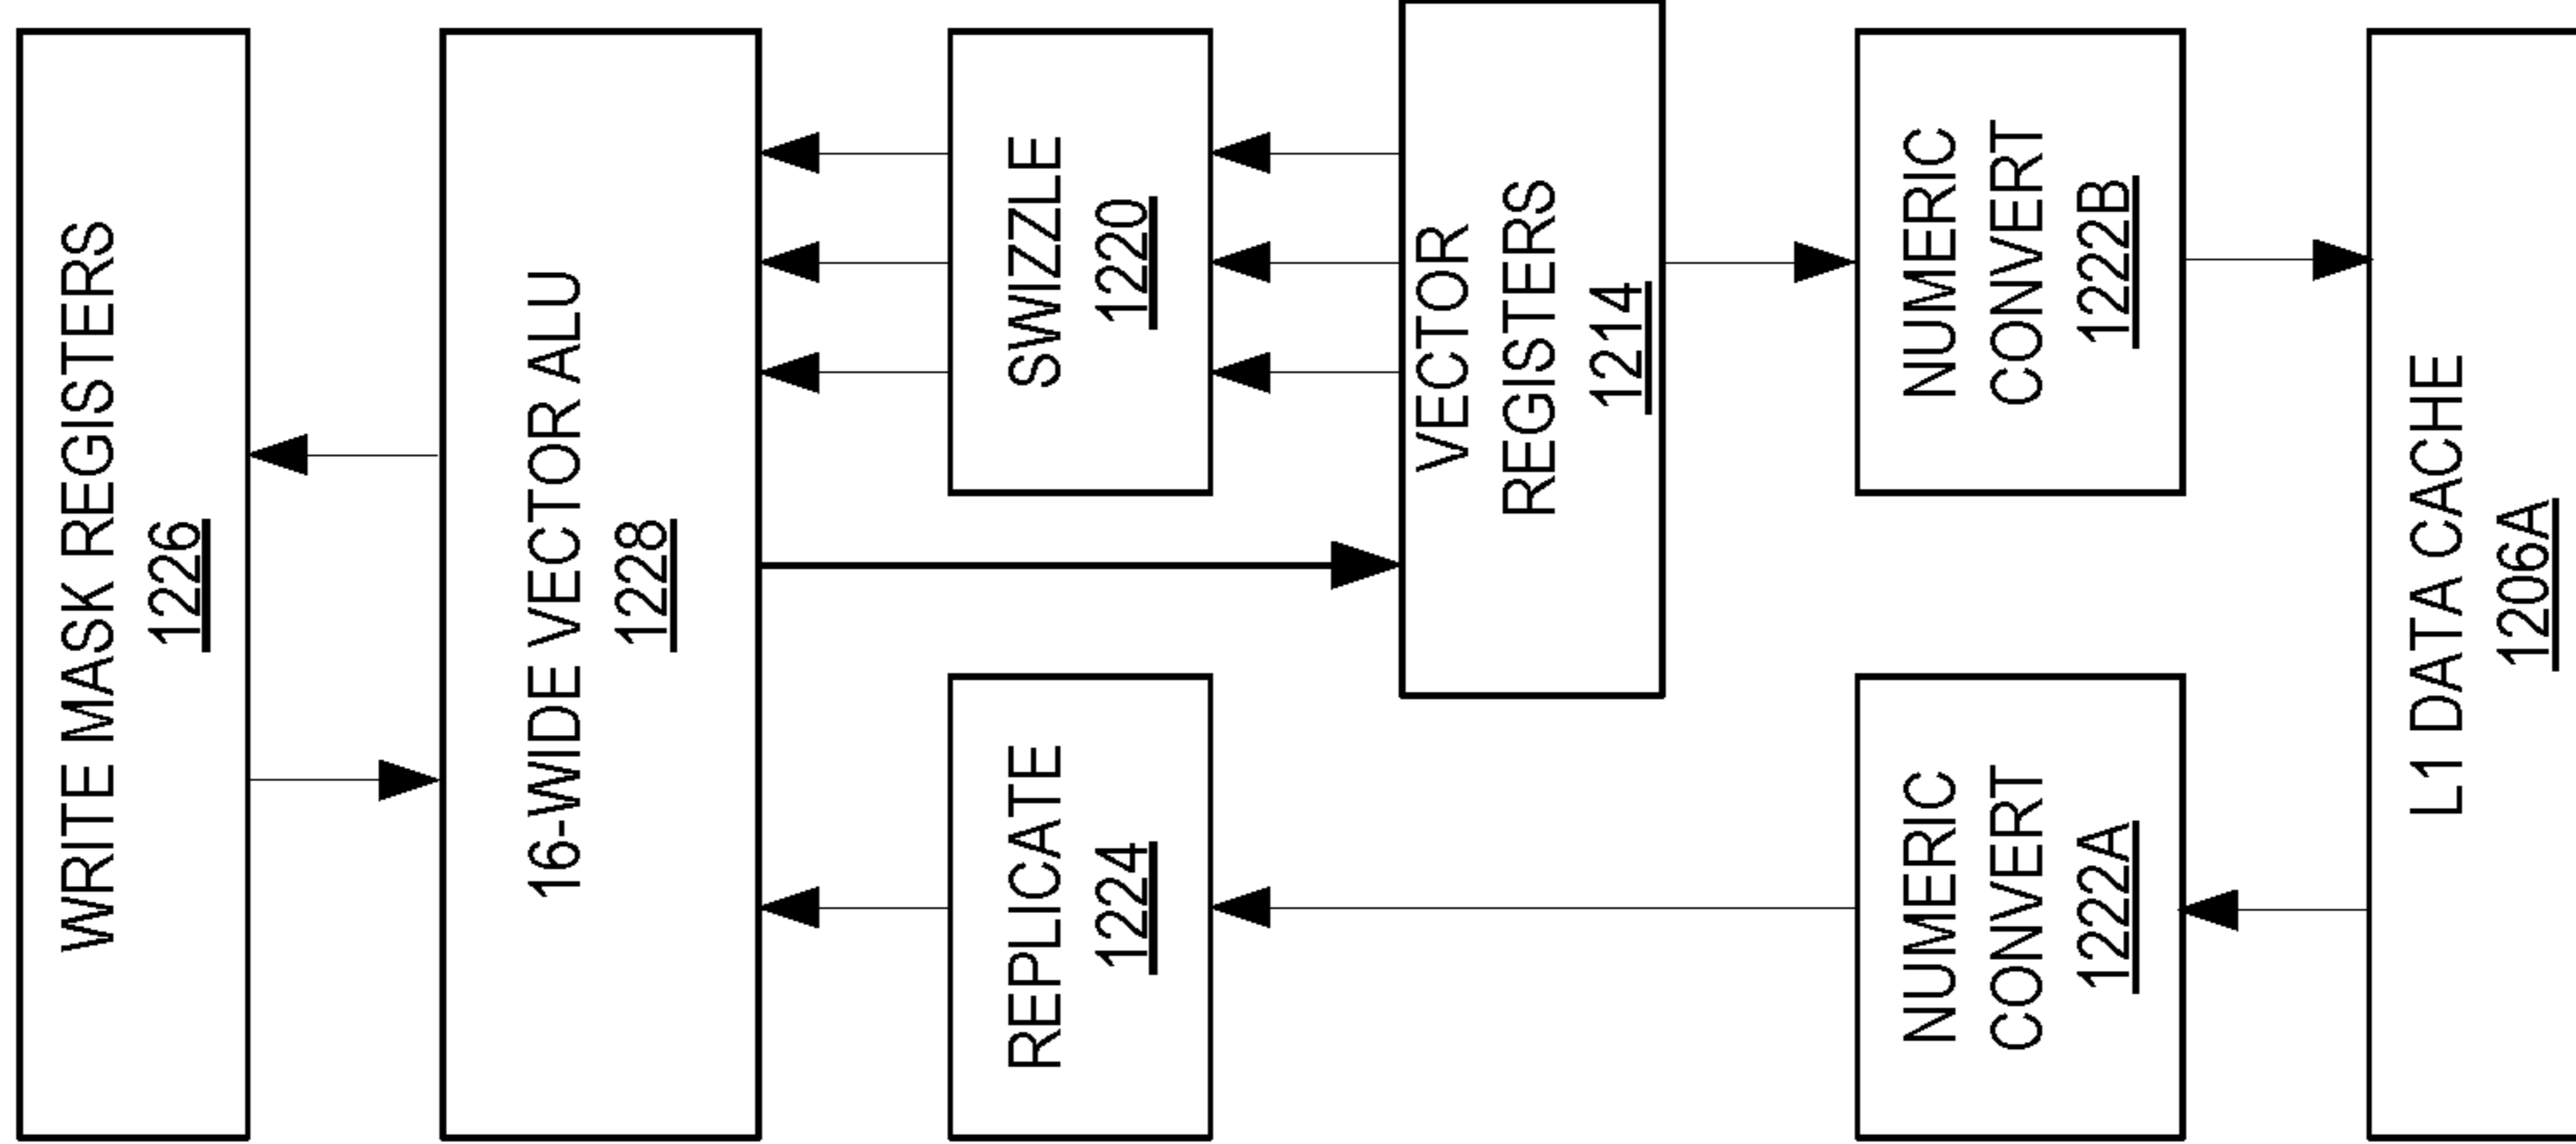 WRITE MASK REGISTERS
1226
16-WIDE VECTOR ALU
1228
REPLICATE
1224
SWIZZLE
1220
VECTOR
REGISTERS
1214
NUMERIC
CONVERT
1222A
NUMERIC
CONVERT
1222B
L1 DATA CACHE
1206A